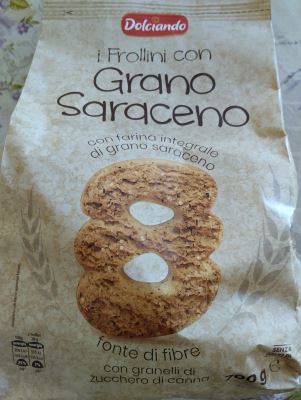 Dolciando
i Frollini con
Grano
Saraceno
con farina integrale
di grano saraceno
fonte di fibre
con granelli di
zucchero di canna
700g
SENZA